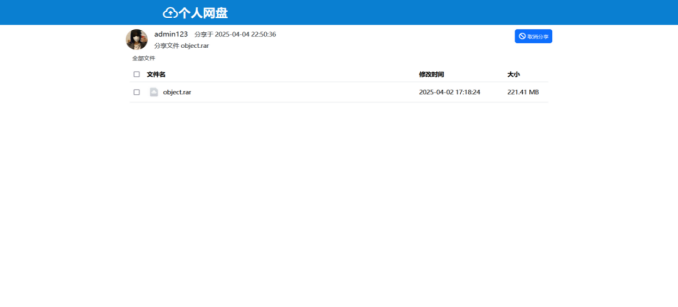 个人网盘
admin123 分享于 2025-04-04 22:50:36
取消分享
分享文件 object.rar
全部文件
文件名 修改时间 大小
object.rar 2025-04-02 17:18:24 221.41 MB